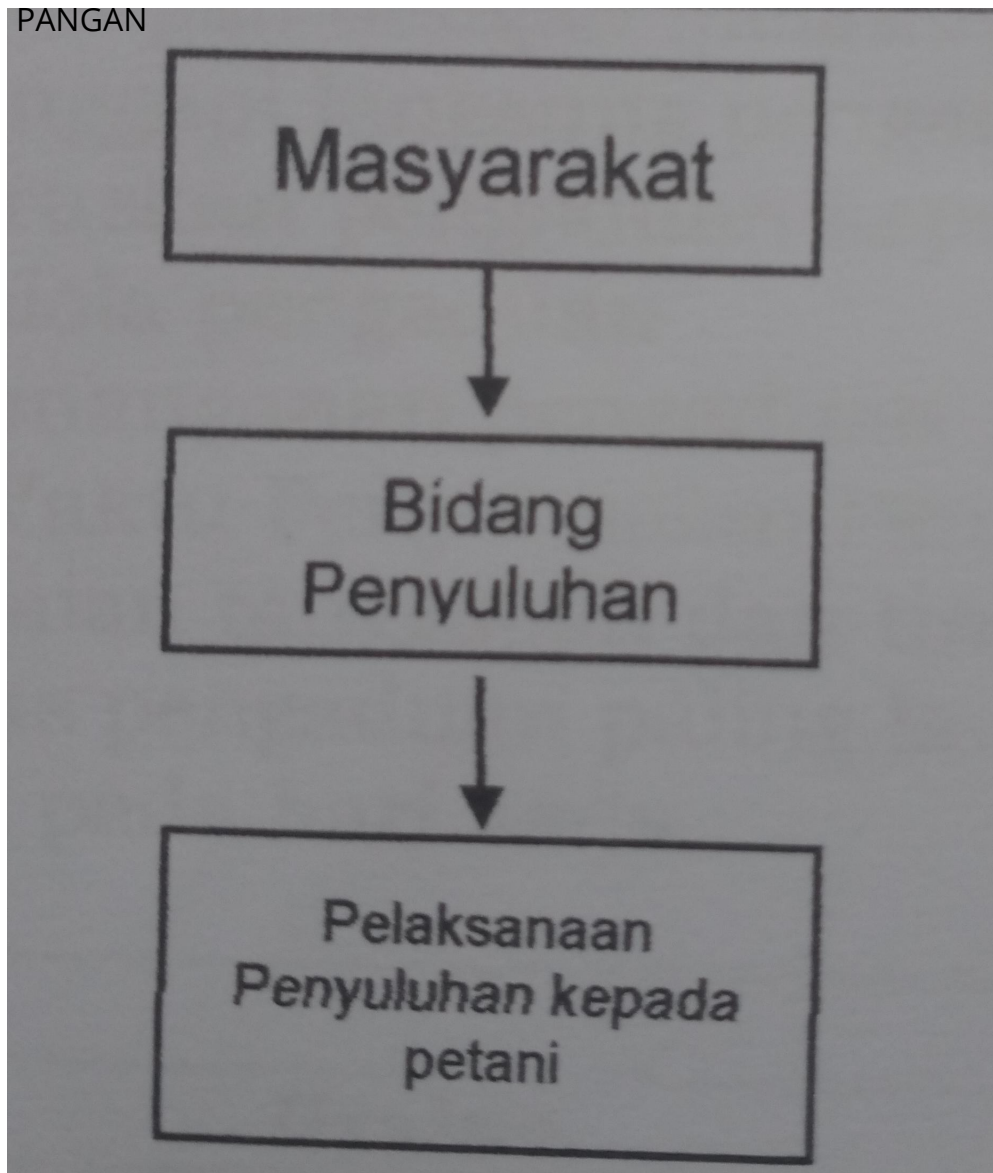 PANGAN
Masyarakat
Bidang
Penyuluhan
Pelaksanaan
Penyuluhan kepada
petani